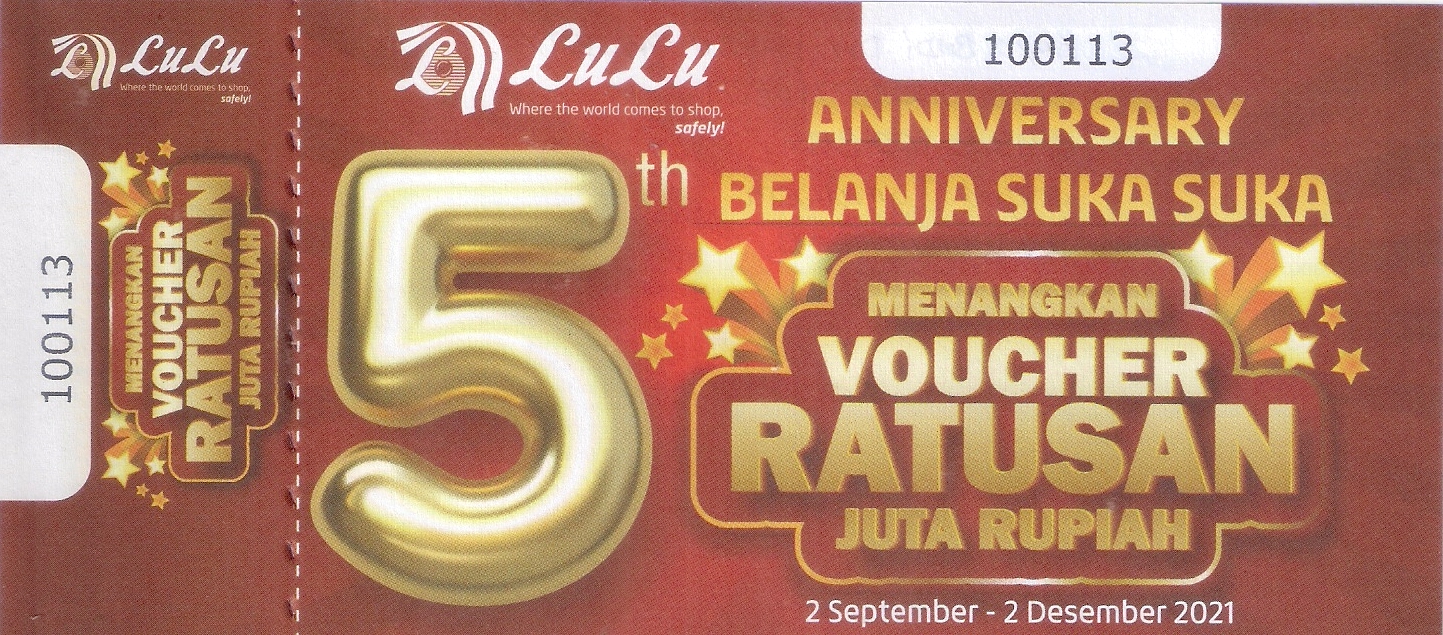 LuLu
Where the world comes to shop,
safely!
100113
MENANGKAN
VOUCHER
RATUSAN
JUTA RUPIAH
LuLu
Where the world comes to shop,
safely!
100113
5th
ANNIVERSARY
BELANJA SUKA SUKA
MENANGKAN
VOUCHER
RATUSAN
JUTA RUPIAH
2 September - 2 Desember 2021